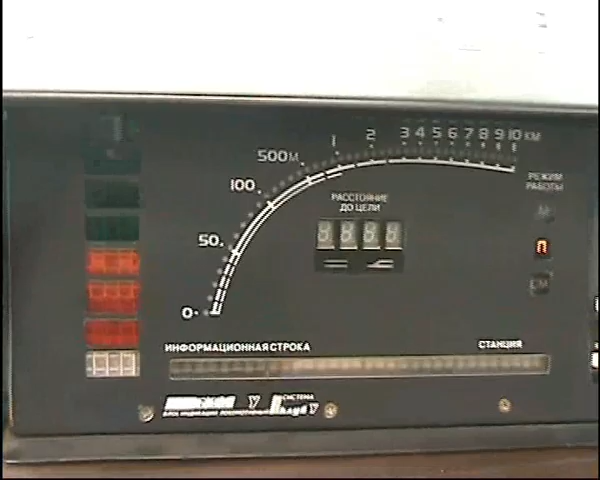 1 2 3 4 5 6 7 8 9 10 КМ
500М
100
50
0
РАССТОЯНИЕ
ДО ЦЕЛИ
РЕЖИМ
РАБОТЫ
П
ИНФОРМАЦИОННАЯ СТРОКА
СТАНЦИЯ
СИСТЕМА